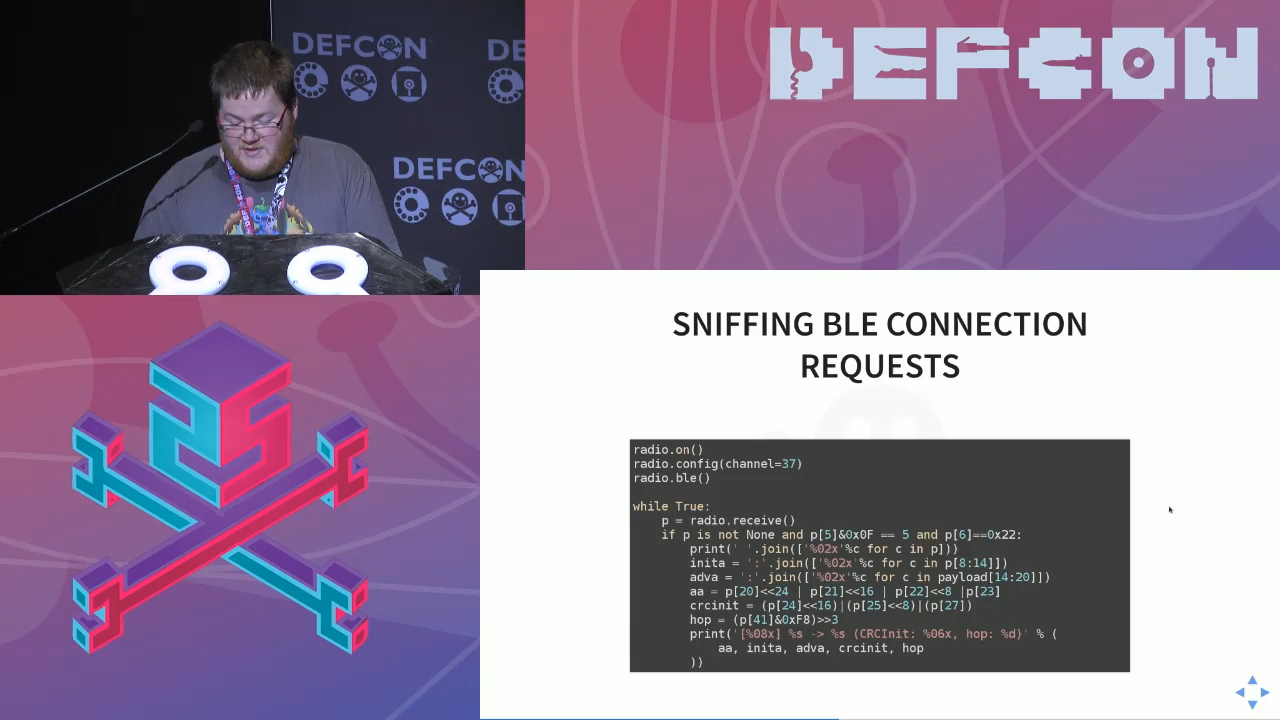 DEFCON
DEFCON
DE
DEFCON
SNIFFING BLE CONNECTION
REQUESTS
radio.on()
radio.config(channel=37)
radio.ble()
while True:
    p = radio.receive()
    if p is not None and p[5]&0x0F == 5 and p[6]==0x22:
        print(' '.join(['%02x'%c for c in p]))
        inita = ':'.join(['%02x'%c for c in p[8:14]])
        adva = ':'.join(['%02x'%c for c in payload[14:20]])
        aa = p[20]<<24 | p[21]<<16 | p[22]<<8 |p[23]
        crcinit = (p[24]<<16)|(p[25]<<8)|(p[27])
        hop = (p[41]&0xF8)>>3
        print('[%08x] %s -> %s (CRCInit: %06x, hop: %d)' % (
            aa, inita, adva, crcinit, hop
        ))